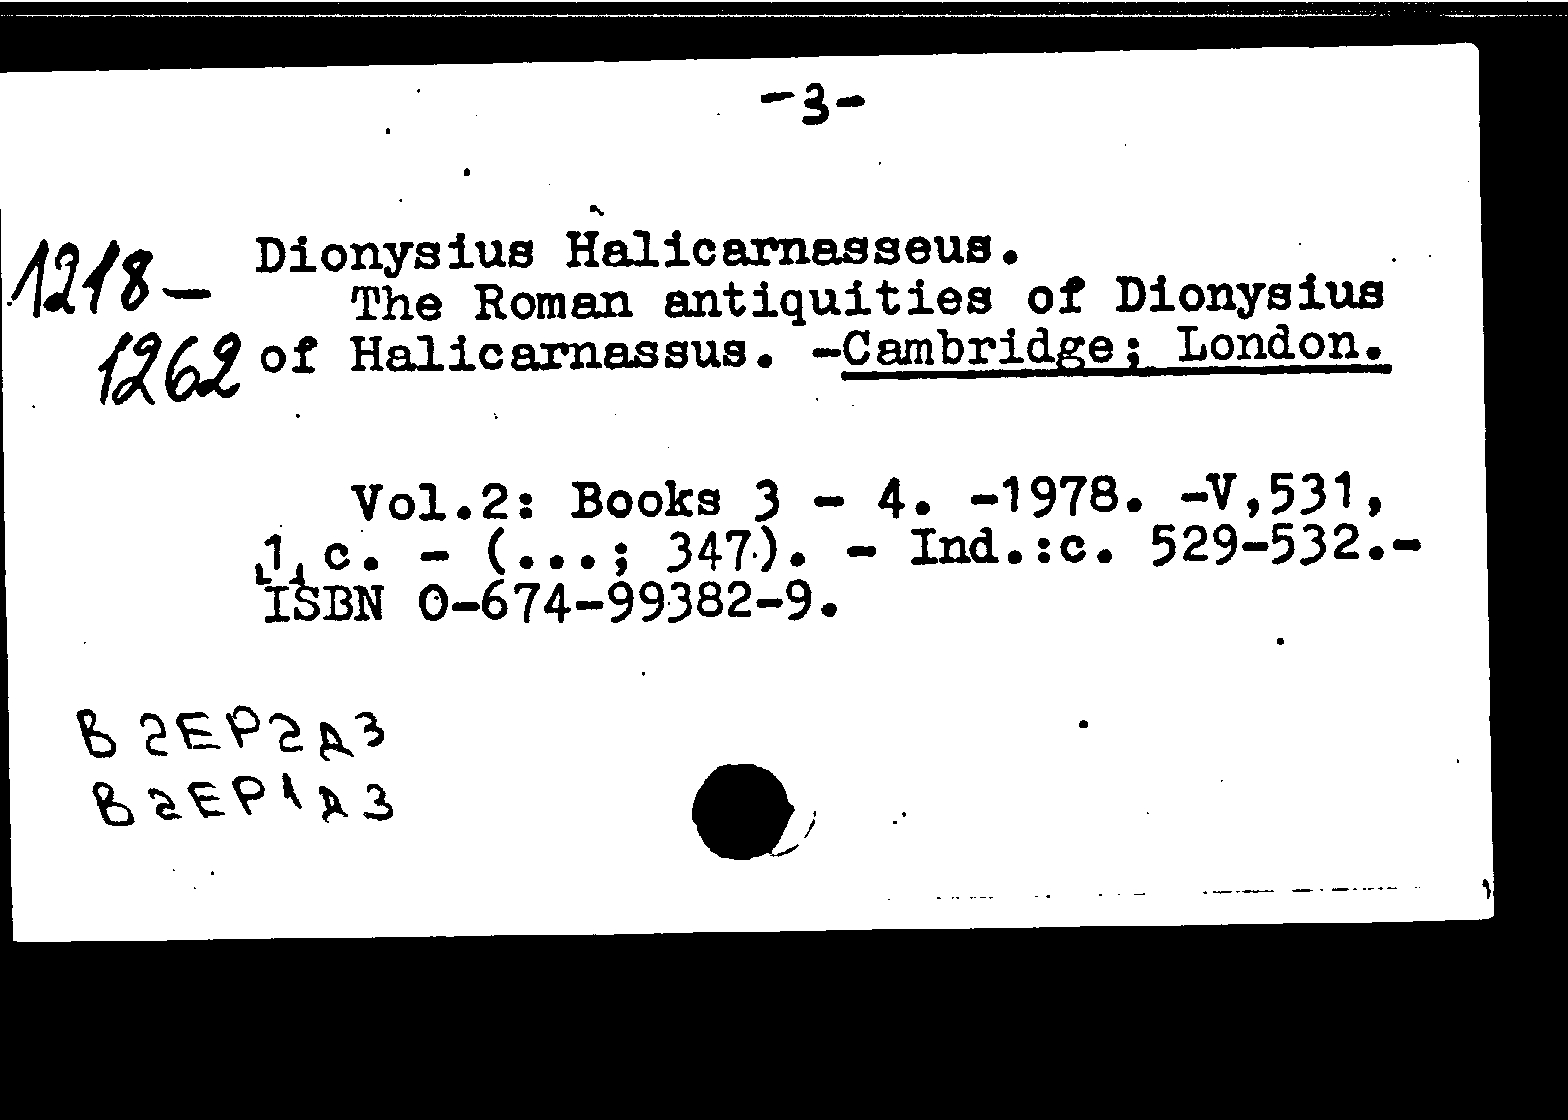 -3-
1218- Dionysius Halicarnasseus.
The Roman antiquities of Dionysius
1262 of Halicarnassus. -Cambridge; London.
Vol.2: Books 3 - 4. -1978. -V,531,
[1] c. - (...; 347). - Ind.:c. 529-532.-
ISBN 0-674-99382-9.
B2EP2A3
B2EP1A3